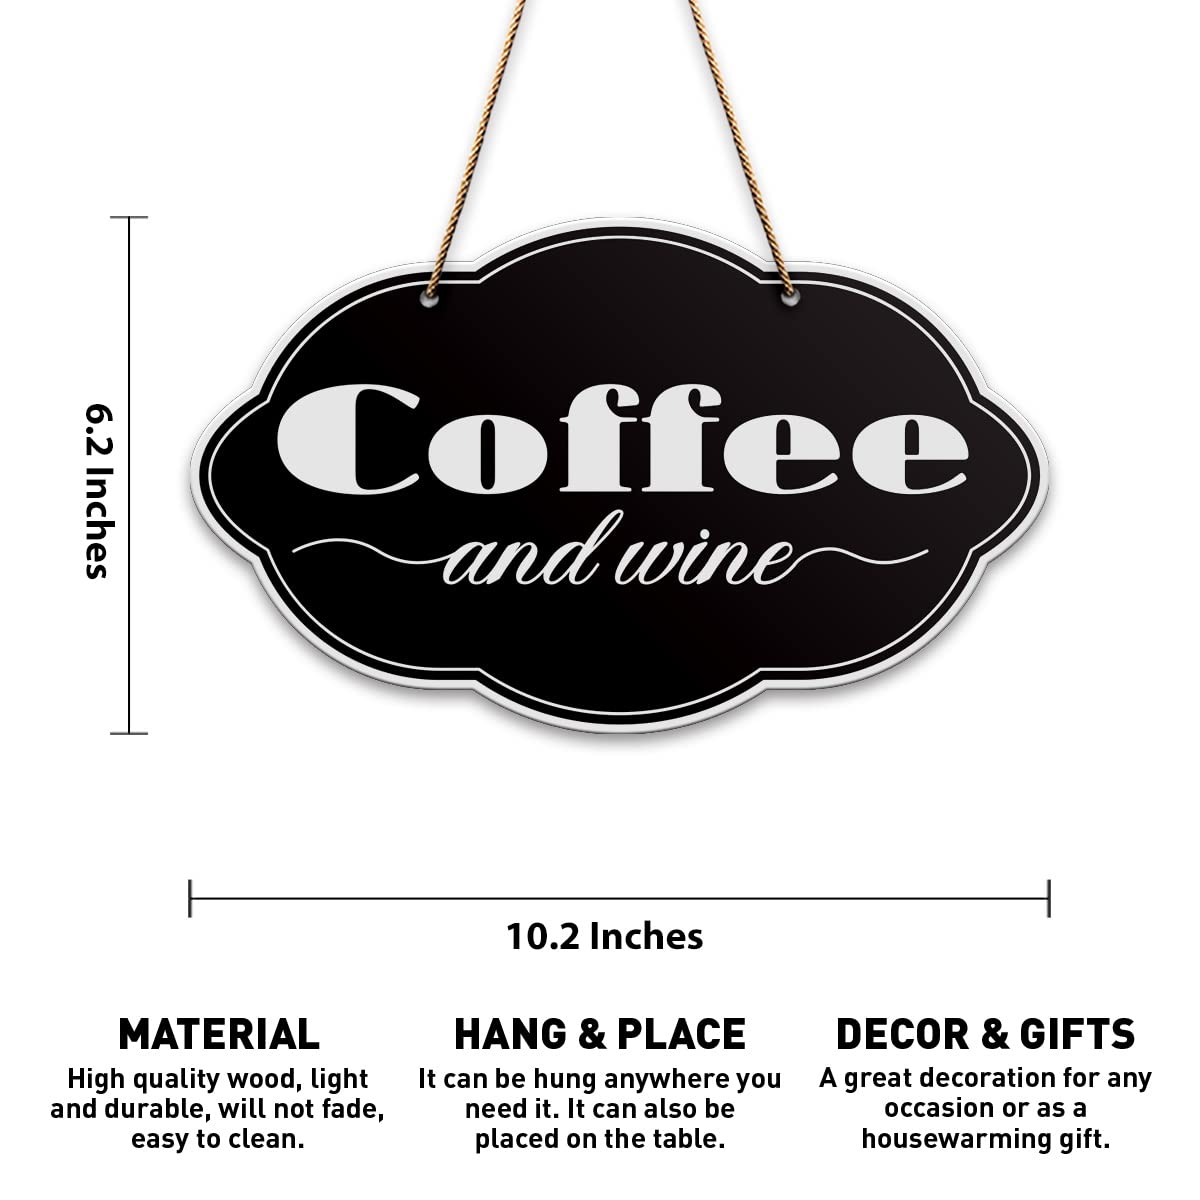 Coffee
and wine
6.2 Inches
10.2 Inches
MATERIAL
High quality wood, light
and durable, will not fade,
easy to clean.
HANG & PLACE
It can be hung anywhere you
need it. It can also be
placed on the table.
DECOR & GIFTS
A great decoration for any
occasion or as a
housewarming gift.